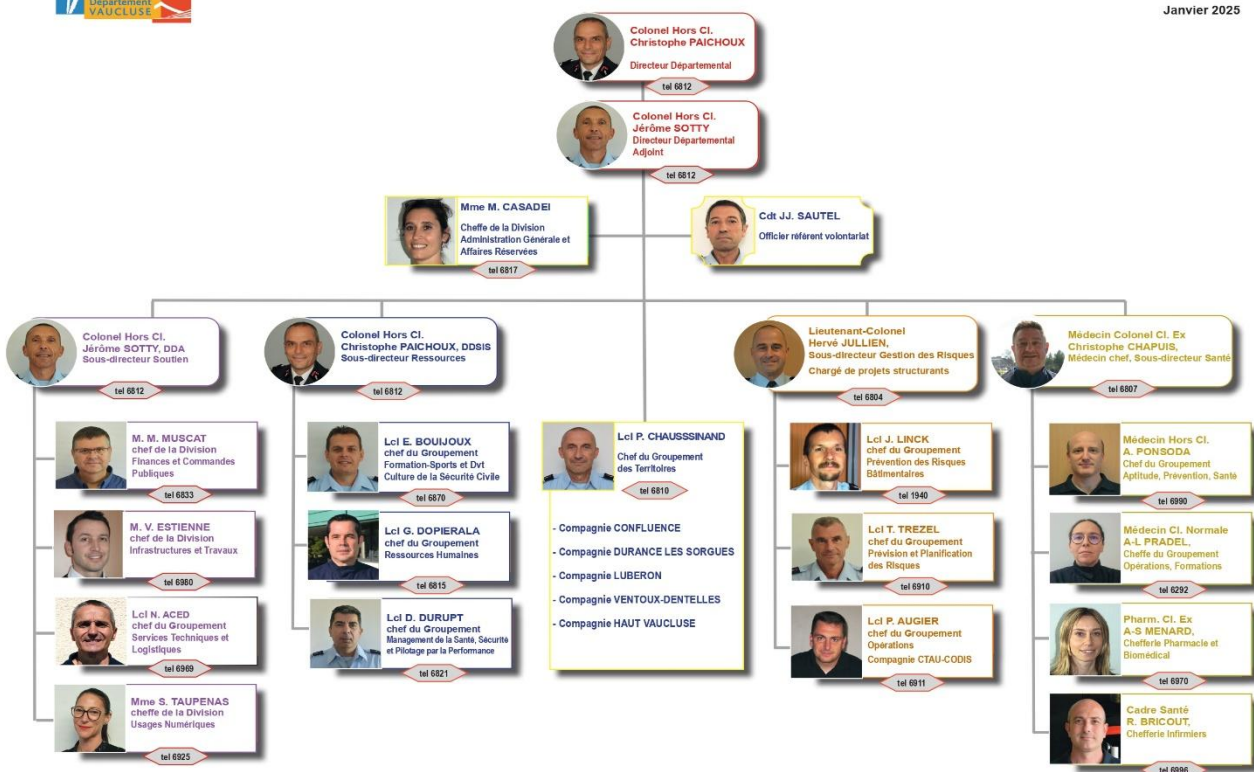 Département
VAUCLUSE
Janvier 2025
Colonel Hors Cl.
Christophe PAICHOUX
Directeur Départemental
tel 6812
Colonel Hors Cl.
Jérôme SOTTY
Directeur Départemental
Adjoint
tel 6812
Mme M. CASADEI
Cheffe de la Division
Administration Générale et
Affaires Réservées
tel 6817
Cdt JJ. SAUTEL
Officier référent volontariat
Colonel Hors Cl.
Jérôme SOTTY, DDA
Sous-directeur Soutien
tel 6812
M. M. MUSCAT
chef de la Division
Finances et Commandes
Publiques
tel 6833
M. V. ESTIENNE
chef de la Division
Infrastructures et Travaux
tel 6980
Lcl N. ACED
chef du Groupement
Services Techniques et
Logistiques
tel 6969
Mme S. TAUPENAS
cheffe de la Division
Usages Numériques
tel 6925
Colonel Hors Cl.
Christophe PAICHOUX, DDSIS
Sous-directeur Ressources
tel 6812
Lcl E. BOUIJOUX
chef du Groupement
Formation-Sports et Dvt
Culture de la Sécurité Civile
tel 6870
Lcl G. DOPIERALA
chef du Groupement
Ressources Humaines
tel 6815
Lcl D. DURUPT
chef du Groupement
Management de la Santé, Sécurité
et Pilotage par la Performance
tel 6821
Lcl P. CHAUSSSINAND
Chef du Groupement
des Territoires
tel 6810
- Compagnie CONFLUENCE
- Compagnie DURANCE LES SORGUES
- Compagnie LUBERON
- Compagnie VENTOUX-DENTELLES
- Compagnie HAUT VAUCLUSE
Lieutenant-Colonel
Hervé JULLIEN,
Sous-directeur Gestion des Risques
Chargé de projets structurants
tel 6804
Lcl J. LINCK
chef du Groupement
Prévention des Risques
Bâtimentaires
tel 1940
Lcl T. TREZEL
chef du Groupement
Prévision et Planification
des Risques
tel 6910
Lcl P. AUGIER
chef du Groupement
Opérations
Compagnie CTAU-CODIS
tel 6911
Médecin Colonel Cl. Ex
Christophe CHAPUIS,
Médecin chef, Sous-directeur Santé
tel 6807
Médecin Hors Cl.
A. PONSODA
Chef du Groupement
Aptitude, Prévention, Santé
tel 6990
Médecin Cl. Normale
A-L PRADEL,
Cheffe du Groupement
Opérations, Formations
tel 6292
Pharm. Cl. Ex
A-S MENARD,
Chefferie Pharmacie et
Biomédical
tel 6970
Cadre Santé
R. BRICOUT,
Chefferie Infirmiers
tel 6996